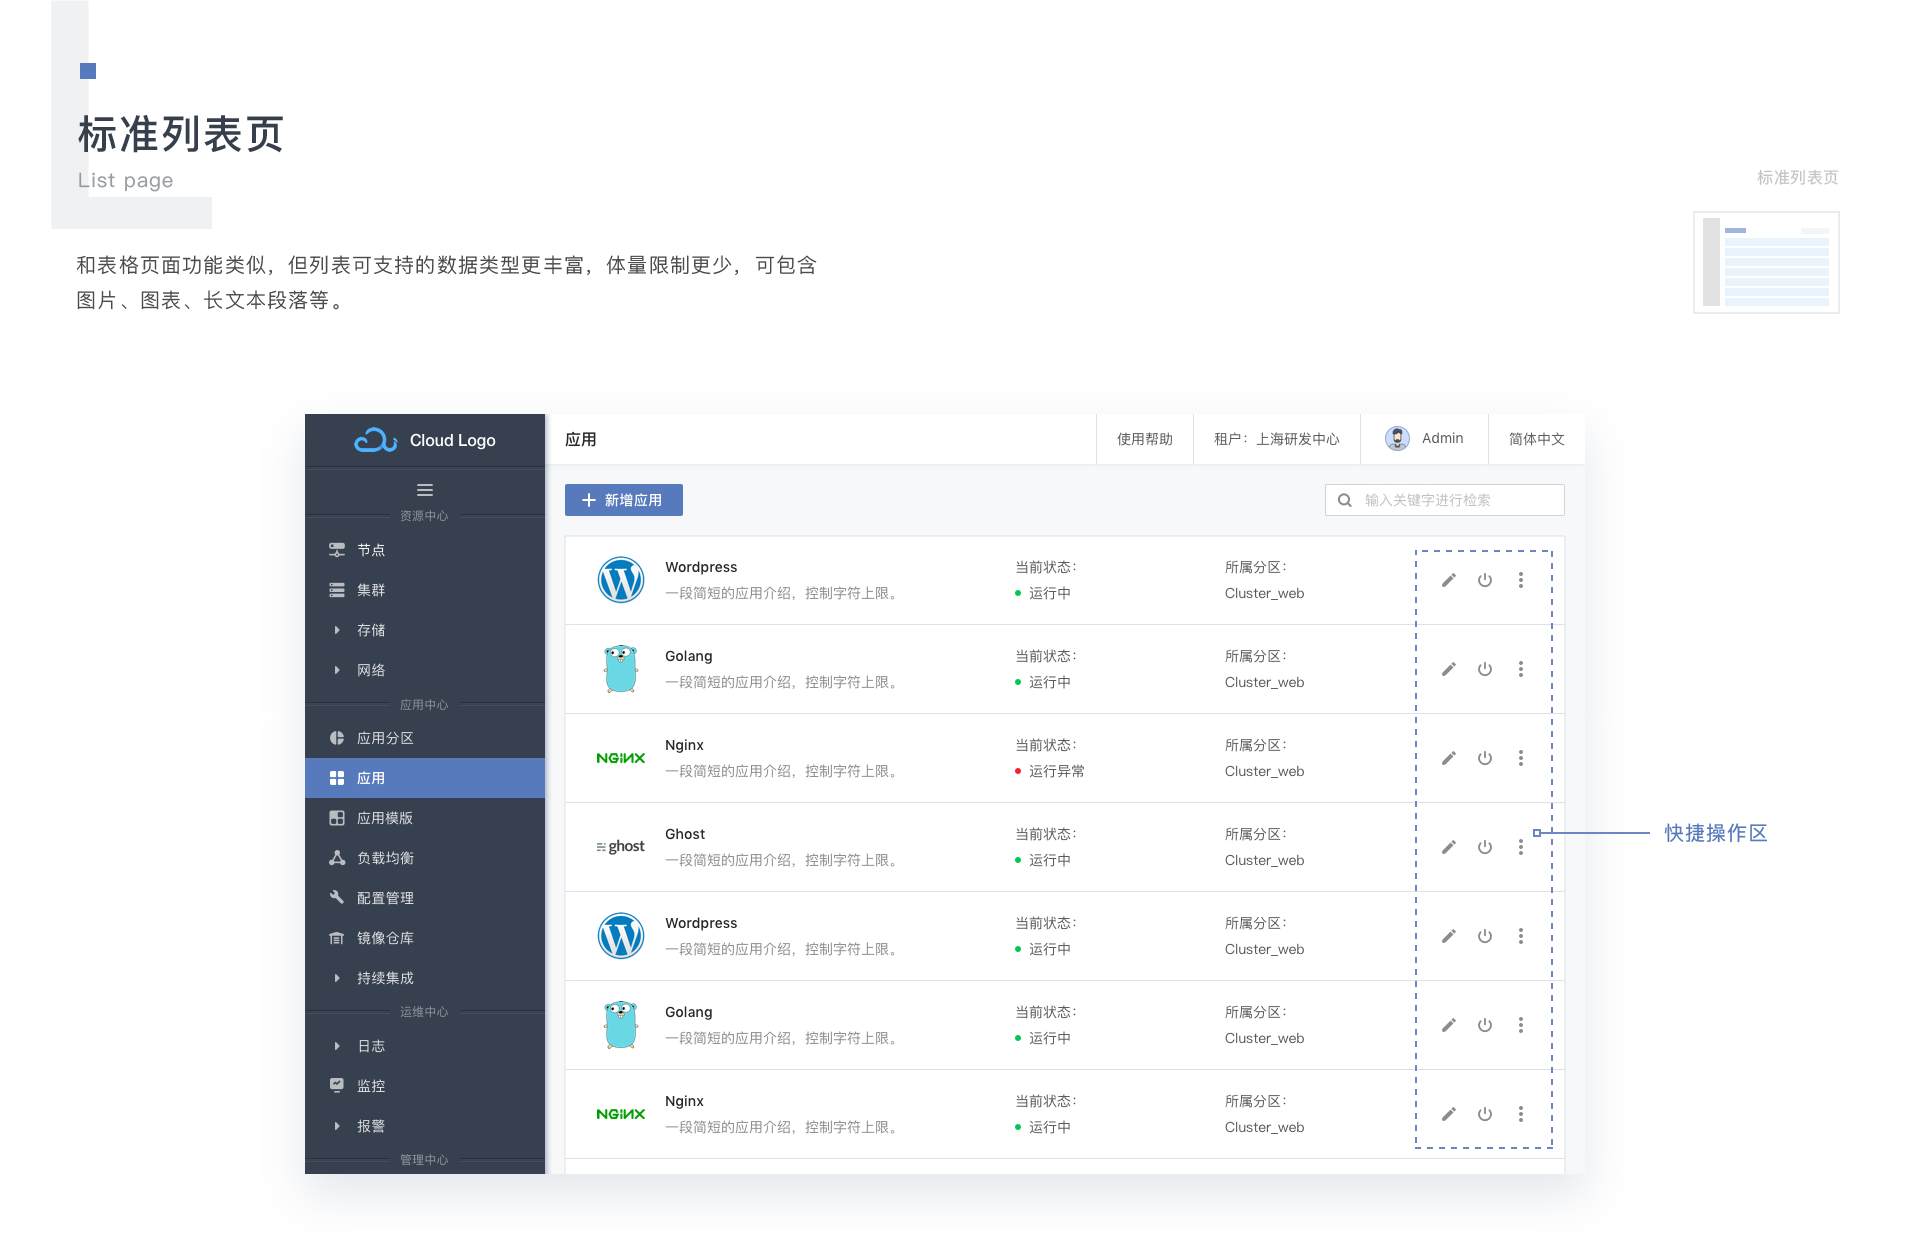 标准列表页
List page
标准列表页
和表格页面功能类似，但列表可支持的数据类型更丰富，体量限制更少，可包含
图片、图表、长文本段落等。
Cloud Logo
应用
使用帮助
租户：上海研发中心
Admin
简体中文
资源中心
节点
集群
存储
网络
应用中心
应用分区
应用
应用模版
负载均衡
配置管理
镜像仓库
持续集成
运维中心
日志
监控
报警
管理中心
新增应用
输入关键字进行检索
Wordpress
一段简短的应用介绍，控制字符上限。
当前状态：
运行中
所属分区：
Cluster_web
Golang
一段简短的应用介绍，控制字符上限。
当前状态：
运行中
所属分区：
Cluster_web
NGINX
Nginx
一段简短的应用介绍，控制字符上限。
当前状态：
运行异常
所属分区：
Cluster_web
ghost
Ghost
一段简短的应用介绍，控制字符上限。
当前状态：
运行中
所属分区：
Cluster_web
快捷操作区
Wordpress
一段简短的应用介绍，控制字符上限。
当前状态：
运行中
所属分区：
Cluster_web
Golang
一段简短的应用介绍，控制字符上限。
当前状态：
运行中
所属分区：
Cluster_web
NGINX
Nginx
一段简短的应用介绍，控制字符上限。
当前状态：
运行中
所属分区：
Cluster_web